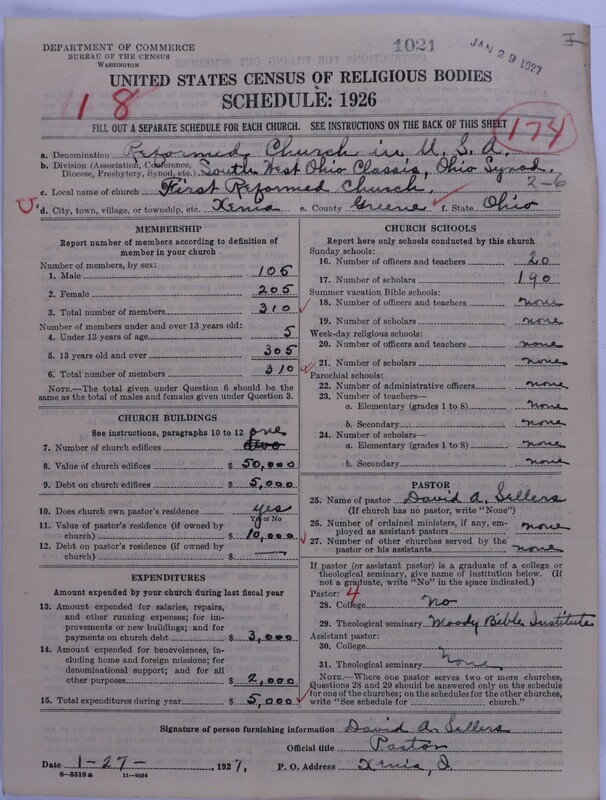 DEPARTMENT OF COMMERCE
BUREAU OF THE CENSUS
WASHINGTON
1021
JAN 29 1927
UNITED STATES CENSUS OF RELIGIOUS BODIES
SCHEDULE: 1926
18
FILL OUT A SEPARATE SCHEDULE FOR EACH CHURCH. SEE INSTRUCTIONS ON THE BACK OF THIS SHEET
174
a. Denomination Reformed Church in U. S. A.
b. Division (Association, Conference, Diocese, Presbytery, Synod, etc.) South West Ohio Classis, Ohio Synod.
2-6
c. Local name of church First Reformed Church.
d. City, town, village, or township, etc. Xenia e. County Greene f. State Ohio
MEMBERSHIP
Report number of members according to definition of
member in your church
Number of members, by sex:
1. Male 105
2. Female 205
3. Total number of members 310
Number of members under and over 13 years old:
4. Under 13 years of age 5
5. 13 years old and over 305
6. Total number of members 310
NOTE.—The total given under Question 6 should be the
same as the total of males and females given under Question 3.
CHURCH BUILDINGS
See instructions, paragraphs 10 to 12
one
7. Number of church edifices two
8. Value of church edifices $ 50,000
9. Debt on church edifices $ 5,000
10. Does church own pastor's residence? yes
Yes or No
11. Value of pastor's residence (if owned by
church) $ 10,000
12. Debt on pastor's residence (if owned by
church) $ —
EXPENDITURES
Amount expended by your church during last fiscal year
13. Amount expended for salaries, repairs,
and other running expenses; for im-
provements or new buildings; and for
payments on church debt $ 3,000
14. Amount expended for benevolences, in-
cluding home and foreign missions; for
denominational support; and for all
other purposes $ 2,000
15. Total expenditures during year $ 5,000
CHURCH SCHOOLS
Report here only schools conducted by this church
Sunday schools:
16. Number of officers and teachers 20
17. Number of scholars 190
Summer vacation Bible schools:
18. Number of officers and teachers none
19. Number of scholars none
Week-day religious schools:
20. Number of officers and teachers none
21. Number of scholars none
Parochial schools:
22. Number of administrative officers none
23. Number of teachers—
a. Elementary (grades 1 to 8) none
b. Secondary none
24. Number of scholars—
a. Elementary (grades 1 to 8) none
b. Secondary none
PASTOR
25. Name of pastor David A. Sellers
(If church has no pastor, write "None")
26. Number of ordained ministers, if any, em-
ployed as assistant pastors none
27. Number of other churches served by the
pastor or his assistants none
If pastor (or assistant pastor) is a graduate of a college or
theological seminary, give name of institution below. (If
not a graduate, write "No" in the space indicated.)
Pastor: 4
28. College No
29. Theological seminary Moody Bible Institute
Assistant pastor:
30. College
31. Theological seminary None
NOTE.—Where one pastor serves two or more churches,
Questions 28 and 29 should be answered only on the schedule
for one of the churches; on the schedules for the other churches,
write "See schedule for church."
Signature of person furnishing information David A. Sellers
Official title Pastor
Date 1-27-, 1927, P. O. Address Xenia, O
8-5518a 11-9054